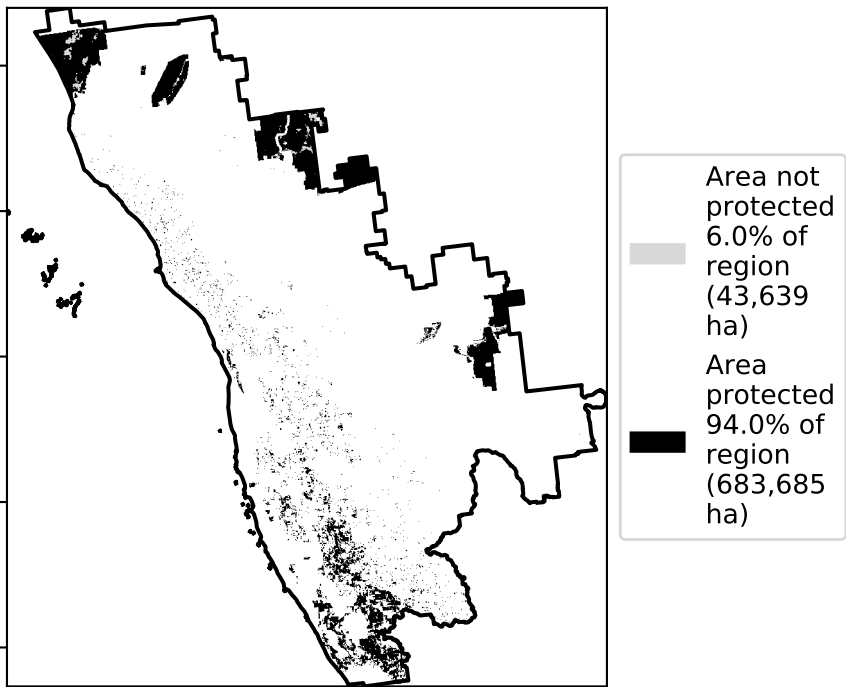 Area not
protected
6.0% of
region
(43,639
ha)
Area
protected
94.0% of
region
(683,685
ha)